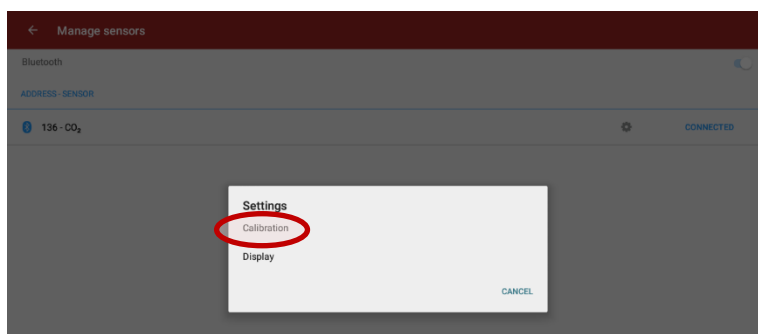 Manage sensors
Bluetooth
ADDRESS - SENSOR
136 - CO₂ CONNECTED
Settings
Calibration
Display
CANCEL